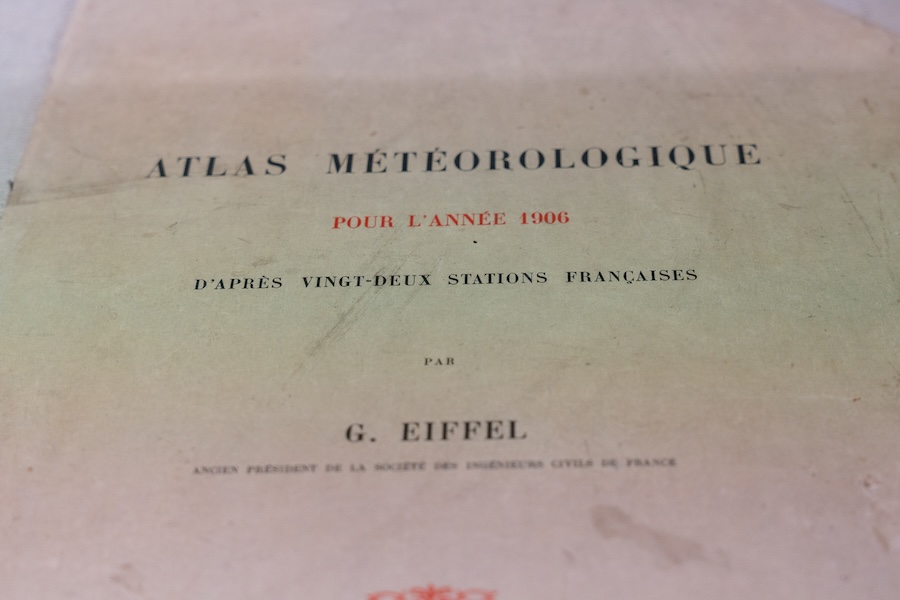 ATLAS MÉTÉOROLOGIQUE
POUR L'ANNÉE 1906
D'APRÈS VINGT-DEUX STATIONS FRANÇAISES
PAR
G. EIFFEL
ANCIEN PRÉSIDENT DE LA SOCIÉTÉ DES INGÉNIEURS CIVILS DE FRANCE